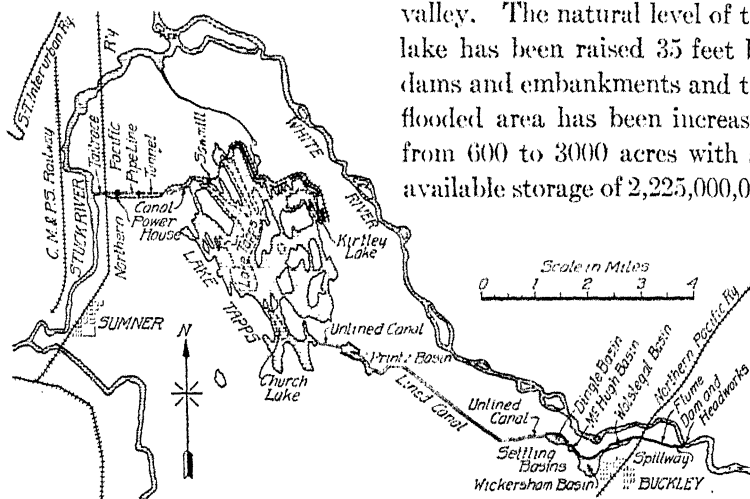 valley. The natural level of t
lake has been raised 35 feet b
dams and embankments and t
flooded area has been increas
from 600 to 3000 acres with
available storage of 2,225,000,0
S.T. Interurban Ry.
R'y
C.M.&P.S. Railway
STUCK RIVER
Tailrace
Northern
Pacific
Pipe Line
Tunnel
Sawmill
Canal
Power
House
WHITE
RIVER
Kirtley
Lake
LAKE
TAPPS
Lake Tapps
SUMNER
N
Church
Lake
Unlined Canal
Printz Basin
Lined Canal
Scale in Miles
0 1 2 3 4
Unlined
Canal
Settling
Basins
Dingle Basin
McHugh Basin
Wolslegal Basin
Northern Pacific Ry
Flume
Dam and
Headworks
Spillway
Wickersham Basin
BUCKLEY